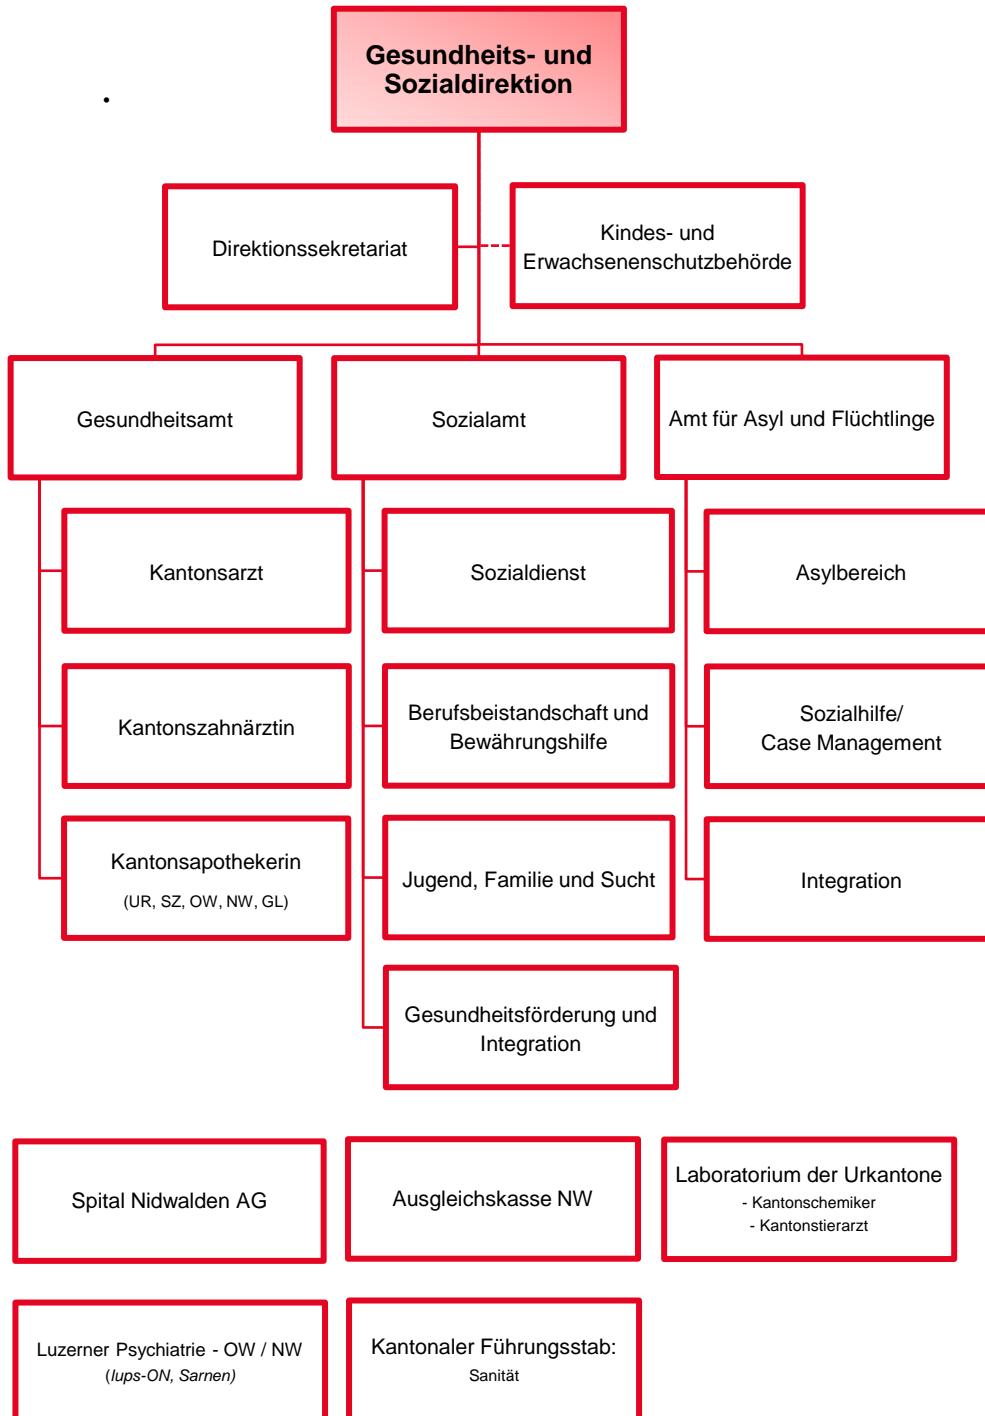 Gesundheits- und
Sozialdirektion
.
Direktionssekretariat
Kindes- und
Erwachsenenschutzbehörde
Gesundheitsamt
Sozialamt
Amt für Asyl und Flüchtlinge
Kantonsarzt
Sozialdienst
Asylbereich
Kantonszahnärztin
Berufsbeistandschaft und
Bewährungshilfe
Sozialhilfe/
Case Management
Kantonsapothekerin
(UR, SZ, OW, NW, GL)
Jugend, Familie und Sucht
Integration
Gesundheitsförderung und
Integration
Spital Nidwalden AG
Ausgleichskasse NW
Laboratorium der Urkantone
- Kantonschemiker
- Kantonstierarzt
Luzerner Psychiatrie - OW / NW
(lups-ON, Sarnen)
Kantonaler Führungsstab:
Sanität